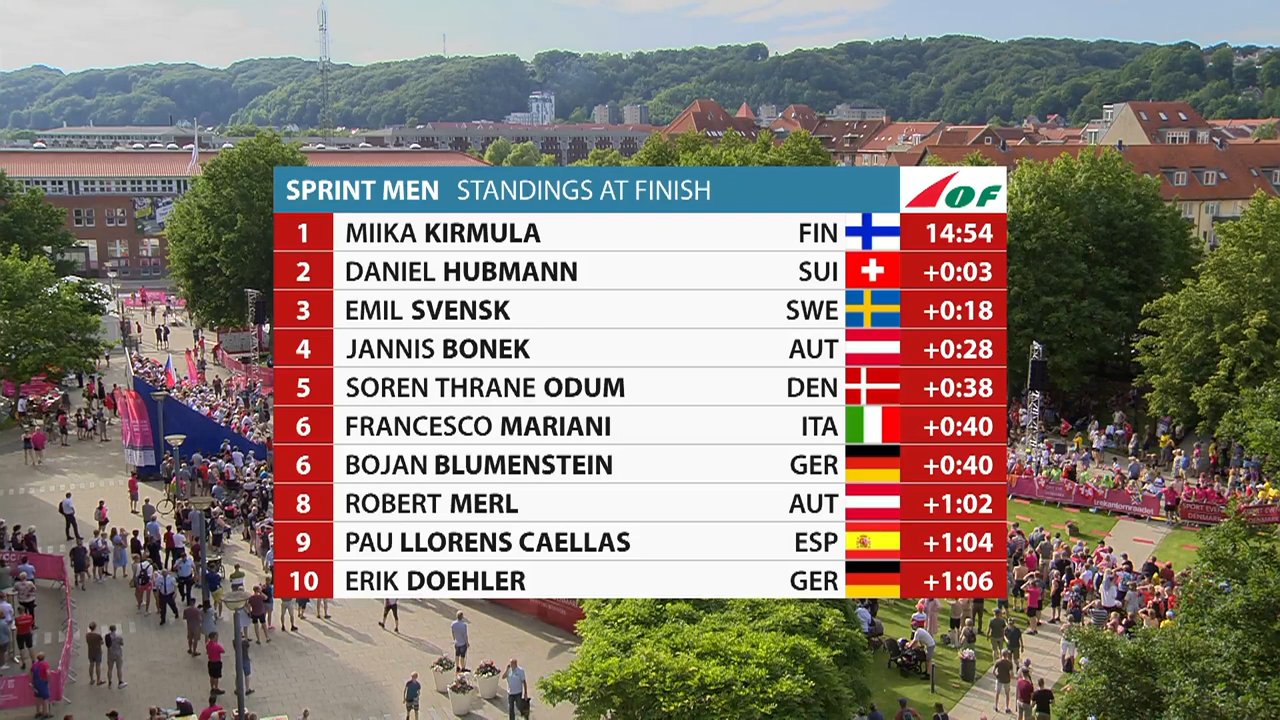 SPRINT MEN STANDINGS AT FINISH IOF
1 MIIKA KIRMULA FIN 14:54
2 DANIEL HUBMANN SUI +0:03
3 EMIL SVENSK SWE +0:18
4 JANNIS BONEK AUT +0:28
5 SOREN THRANE ODUM DEN +0:38
6 FRANCESCO MARIANI ITA +0:40
6 BOJAN BLUMENSTEIN GER +0:40
8 ROBERT MERL AUT +1:02
9 PAU LLORENS CAELLAS ESP +1:04
10 ERIK DOEHLER GER +1:06